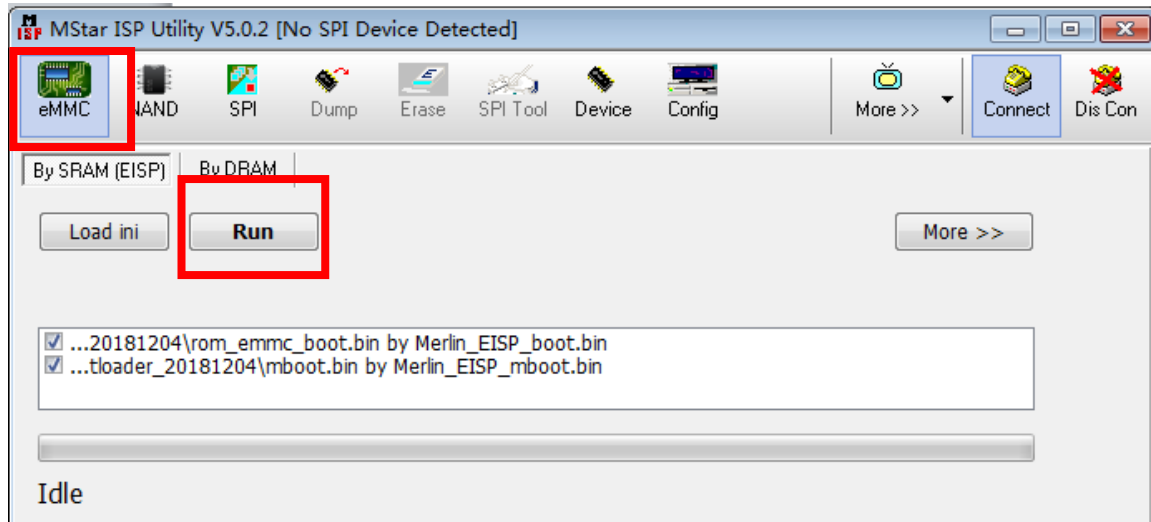 MStar ISP Utility V5.0.2 [No SPI Device Detected]
eMMC NAND SPI Dump Erase SPI Tool Device Config More >> Connect Dis Con
By SRAM (EISP) By DRAM
Load ini Run More >>
...20181204\rom_emmc_boot.bin by Merlin_EISP_boot.bin
...tloader_20181204\mboot.bin by Merlin_EISP_mboot.bin
Idle